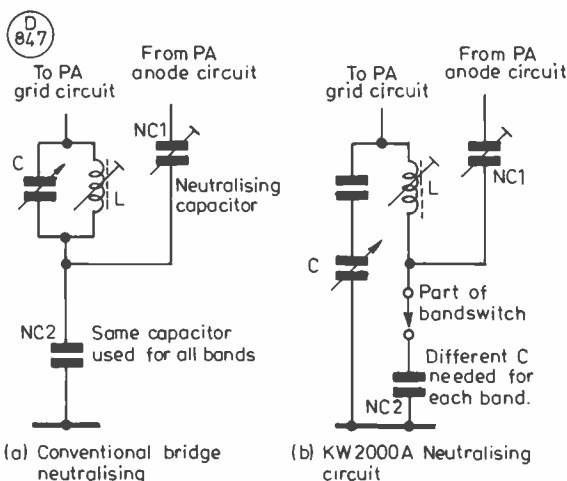 D
847
To PA
grid circuit
From PA
anode circuit
NC1
C
L
Neutralising
capacitor
NC2
Same capacitor
used for all bands
(a) Conventional bridge
neutralising
To PA
grid circuit
From PA
anode circuit
NC1
L
C
Part of
bandswitch
Different C
needed for
each band.
NC2
(b) KW2000A Neutralising
circuit